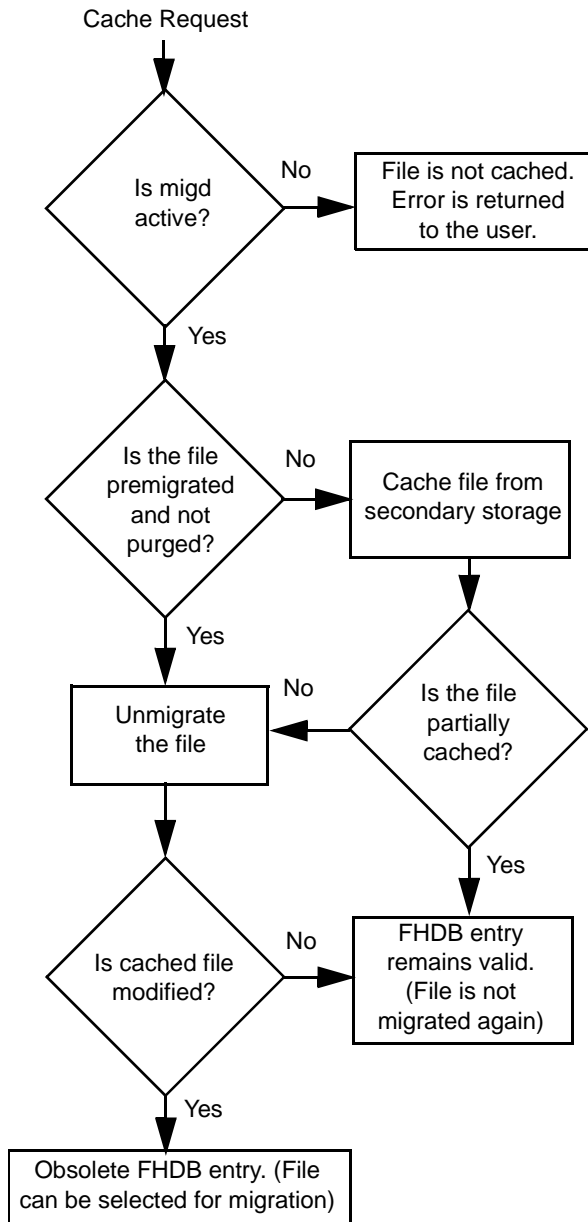 Cache Request
Is migd
active?
No
File is not cached.
Error is returned
to the user.
Yes
Is the file
premigrated
and not
purged?
No
Cache file from
secondary storage
Yes
No
Is the file
partially
cached?
Unmigrate
the file
Yes
Is cached file
modified?
No
FHDB entry
remains valid.
(File is not
migrated again)
Yes
Obsolete FHDB entry. (File
can be selected for migration)